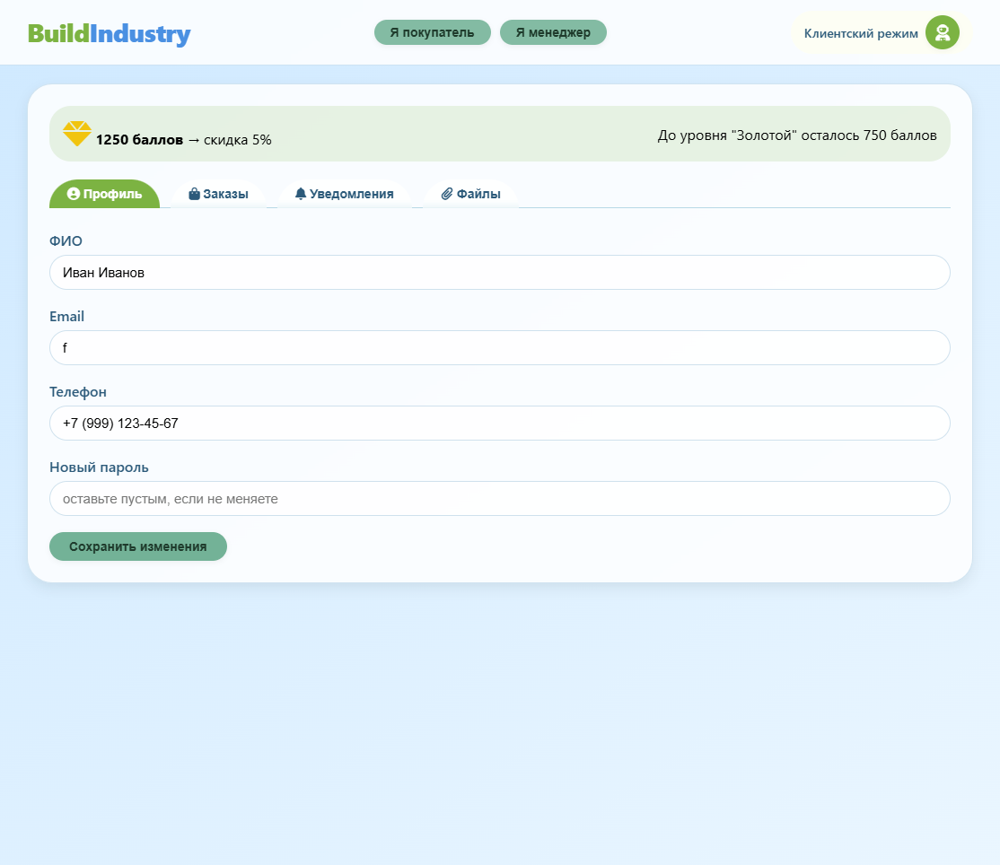 BuildIndustry
Я покупатель
Я менеджер
Клиентский режим
1250 баллов → скидка 5%
До уровня "Золотой" осталось 750 баллов
Профиль
Заказы
Уведомления
Файлы
ФИО
Иван Иванов
Email
f
Телефон
+7 (999) 123-45-67
Новый пароль
оставьте пустым, если не меняете
Сохранить изменения